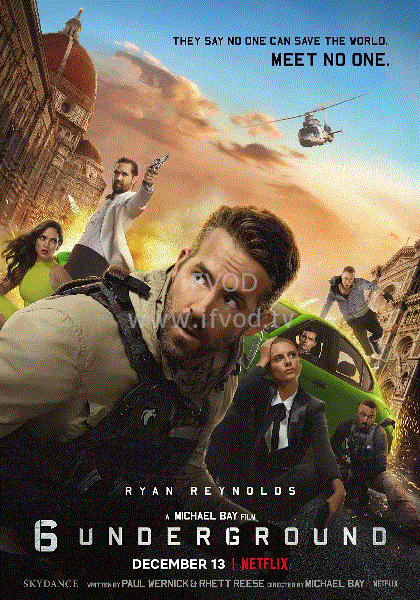 THEY SAY NO ONE CAN SAVE THE WORLD.
MEET NO ONE.
iFVOD
www.ifvod.tv
RYAN REYNOLDS
A MICHAEL BAY FILM
6 UNDERGROUND
DECEMBER 13 | NETFLIX
SKYDANCE WRITTEN BY PAUL WERNICK & RHETT REESE DIRECTED BY MICHAEL BAY NETFLIX